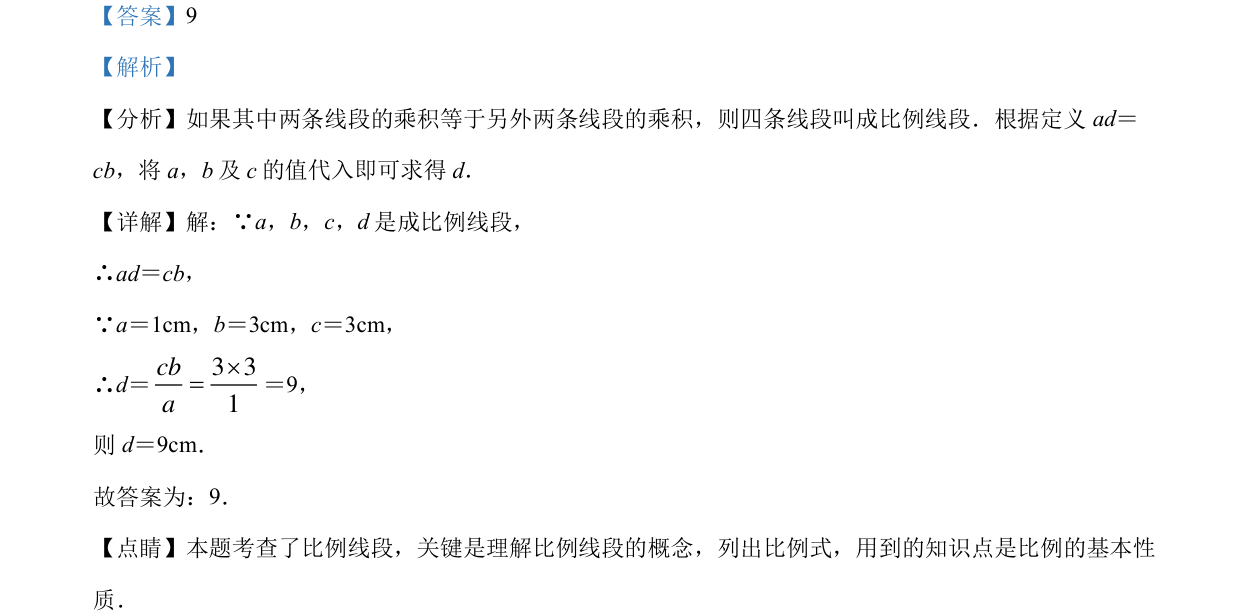 【答案】9
【解析】
【分析】如果其中两条线段的乘积等于另外两条线段的乘积，则四条线段叫成比例线段．根据定义 ad＝
cb，将 a，b 及 c 的值代入即可求得 d．
【详解】解：∵a，b，c，d 是成比例线段，
∴ad＝cb，
∵a＝1cm，b＝3cm，c＝3cm，
∴d＝\frac{cb}{a}=\frac{3×3}{1}＝9，
则 d＝9cm．
故答案为：9．
【点睛】本题考查了比例线段，关键是理解比例线段的概念，列出比例式，用到的知识点是比例的基本性
质．